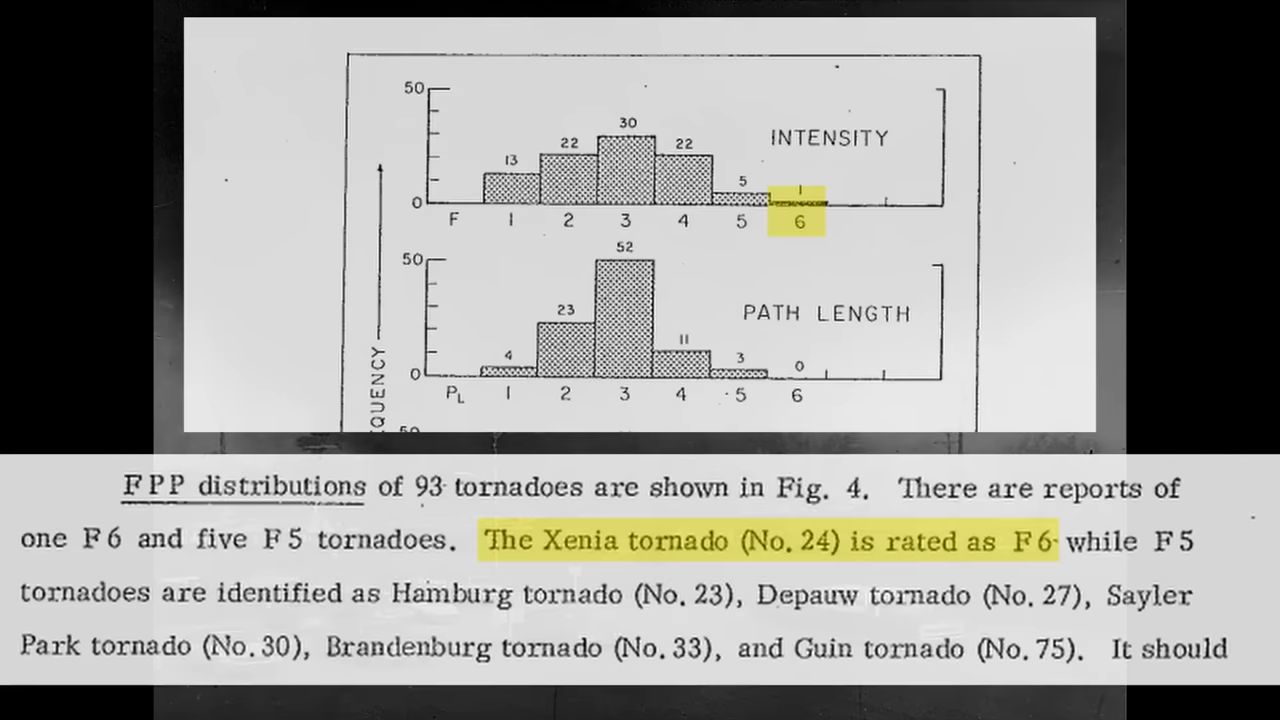 50
30
INTENSITY
22
22
13
5
1
0
F 1 2 3 4 5 6
52
50
PATH LENGTH
23
11
4
3
0
0
PL 1 2 3 4 5 6
QUENCY
50
FPP distributions of 93 tornadoes are shown in Fig. 4. There are reports of
one F6 and five F5 tornadoes. The Xenia tornado (No. 24) is rated as F6 while F5
tornadoes are identified as Hamburg tornado (No. 23), Depauw tornado (No. 27), Sayler
Park tornado (No. 30), Brandenburg tornado (No. 33), and Guin tornado (No. 75). It should